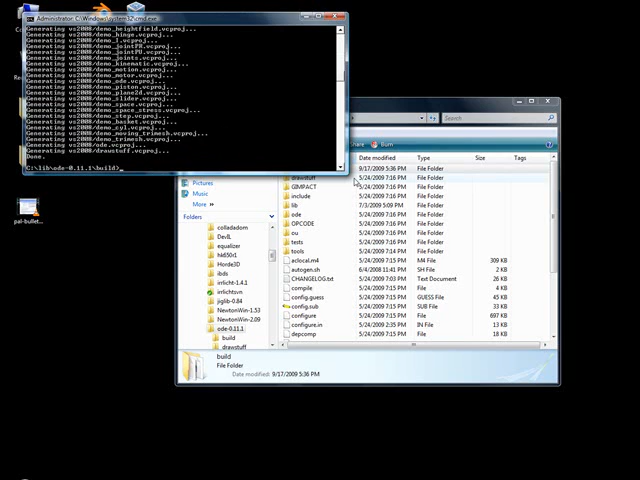 Administrator: C:\Windows\system32\cmd.exe
Generating vs2008/demo_heightfield.vcproj...
Generating vs2008/demo_hinge.vcproj...
Generating vs2008/demo_I.vcproj...
Generating vs2008/demo_jointPR.vcproj...
Generating vs2008/demo_jointPU.vcproj...
Generating vs2008/demo_joints.vcproj...
Generating vs2008/demo_kinematic.vcproj...
Generating vs2008/demo_motion.vcproj...
Generating vs2008/demo_motor.vcproj...
Generating vs2008/demo_ode.vcproj...
Generating vs2008/demo_piston.vcproj...
Generating vs2008/demo_plane2d.vcproj...
Generating vs2008/demo_slider.vcproj...
Generating vs2008/demo_space.vcproj...
Generating vs2008/demo_space_stress.vcproj...
Generating vs2008/demo_step.vcproj...
Generating vs2008/demo_basket.vcproj...
Generating vs2008/demo_cyl.vcproj...
Generating vs2008/demo_moving_trimesh.vcproj...
Generating vs2008/demo_trimesh.vcproj...
Generating vs2008/ode.vcproj...
Generating vs2008/drawstuff.vcproj...
Done.
C:\lib\ode-0.11.1\build>_
Search
Share Burn
Date modified Type Size Tags
9/17/2009 5:36 PM File Folder
drawstuff 5/24/2009 7:16 PM File Folder
GIMPACT 5/24/2009 7:16 PM File Folder
include 5/24/2009 7:16 PM File Folder
lib 7/3/2009 5:09 PM File Folder
ode 5/24/2009 7:16 PM File Folder
OPCODE 5/24/2009 7:16 PM File Folder
ou 5/24/2009 7:16 PM File Folder
tests 5/24/2009 7:16 PM File Folder
tools 5/24/2009 7:16 PM File Folder
aclocal.m4 5/24/2009 7:15 PM M4 File 309 KB
autogen.sh 6/4/2008 11:41 PM SH File 2 KB
CHANGELOG.txt 5/24/2009 7:03 PM Text Document 26 KB
compile 5/24/2009 7:16 PM File 4 KB
config.guess 5/24/2009 7:16 PM GUESS File 45 KB
config.sub 5/24/2009 7:16 PM SUB File 33 KB
configure 5/24/2009 7:15 PM File 697 KB
configure.in 5/24/2009 2:35 PM IN File 13 KB
depcomp 5/24/2009 7:16 PM File 18 KB
Pictures
Music
More »
Folders
colladadom
DevIL
equalizer
hk650r1
Horde3D
ibds
irrlicht-1.4.1
irrlichtsvn
jiglib-0.84
NewtonWin-1.53
NewtonWin-2.09
ode-0.11.1
build
drawstuff
build
File Folder
Date modified: 9/17/2009 5:36 PM
pal-bullet...